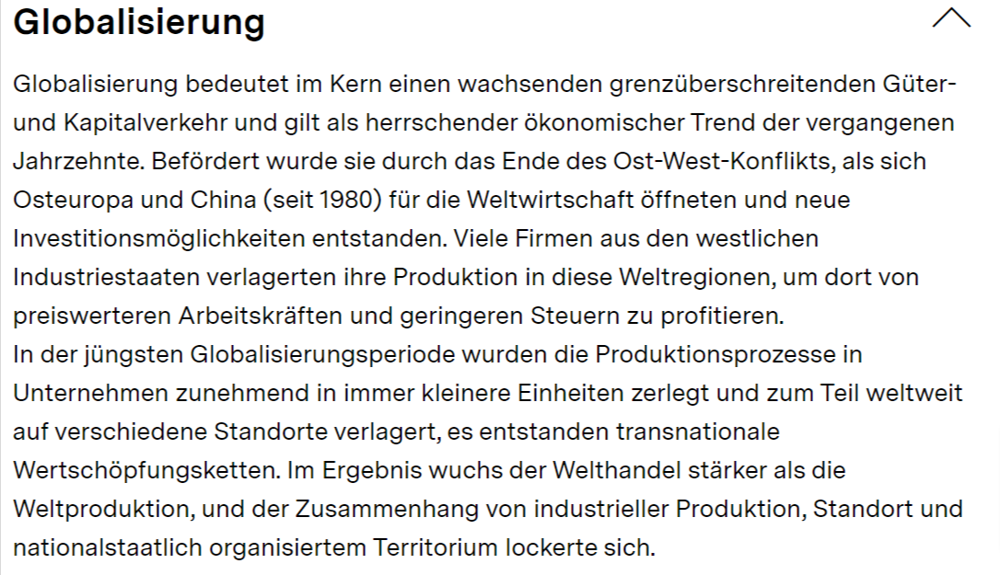 Globalisierung
Globalisierung bedeutet im Kern einen wachsenden grenzüberschreitenden Güter-
und Kapitalverkehr und gilt als herrschender ökonomischer Trend der vergangenen
Jahrzehnte. Befördert wurde sie durch das Ende des Ost-West-Konflikts, als sich
Osteuropa und China (seit 1980) für die Weltwirtschaft öffneten und neue
Investitionsmöglichkeiten entstanden. Viele Firmen aus den westlichen
Industriestaaten verlagerten ihre Produktion in diese Weltregionen, um dort von
preiswerteren Arbeitskräften und geringeren Steuern zu profitieren.
In der jüngsten Globalisierungsperiode wurden die Produktionsprozesse in
Unternehmen zunehmend in immer kleinere Einheiten zerlegt und zum Teil weltweit
auf verschiedene Standorte verlagert, es entstanden transnationale
Wertschöpfungsketten. Im Ergebnis wuchs der Welthandel stärker als die
Weltproduktion, und der Zusammenhang von industrieller Produktion, Standort und
nationalstaatlich organisiertem Territorium lockerte sich.